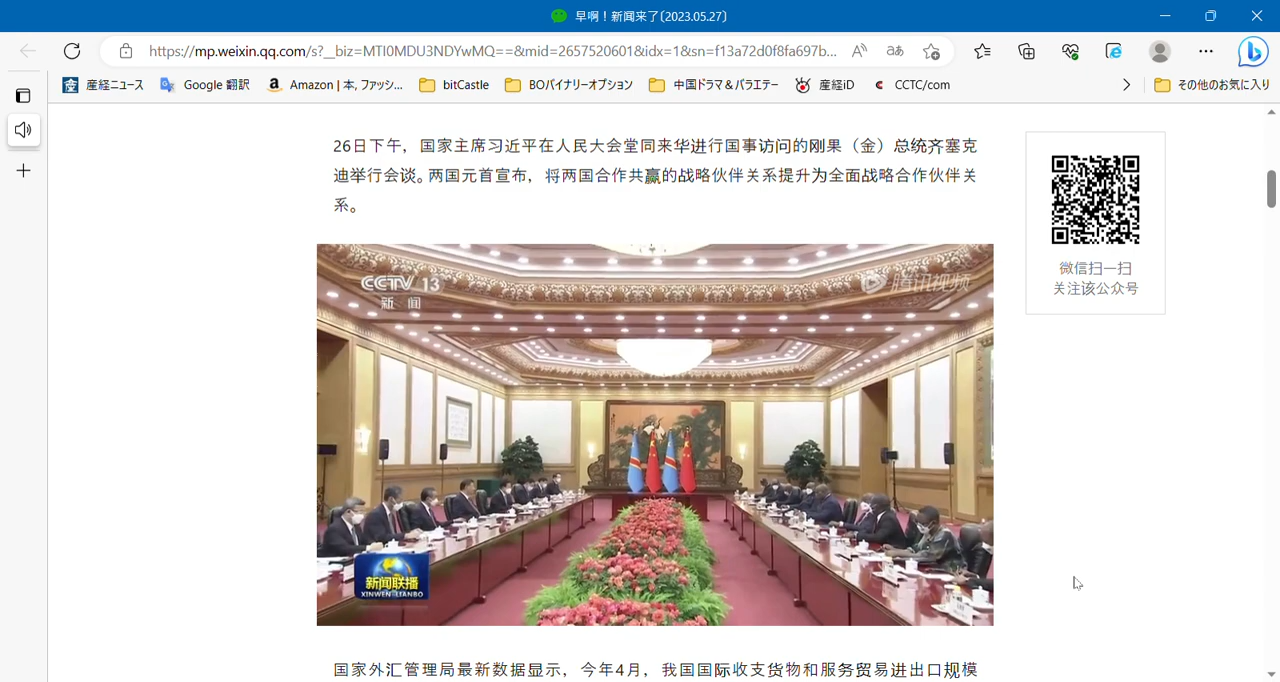 早啊！新闻来了〔2023.05.27〕
https://mp.weixin.qq.com/s?__biz=MTI0MDU3NDYwMQ==&mid=2657520601&idx=1&sn=f13a72d0f8fa697b...
産経ニュース
Google 翻訳
Amazon | 本, ファッシ...
bitCastle
BOバイナリーオプション
中国ドラマ＆バラエテー
産経iD
CCTC/com
その他のお気に入り
26日下午，国家主席习近平在人民大会堂同来华进行国事访问的刚果（金）总统齐塞克
迪举行会谈。两国元首宣布，将两国合作共赢的战略伙伴关系提升为全面战略合作伙伴关
系。
微信扫一扫
关注该公众号
CCTV 13
新 闻
腾讯视频
新闻联播
XINWEN LIANBO
国家外汇管理局最新数据显示，今年4月，我国国际收支货物和服务贸易进出口规模